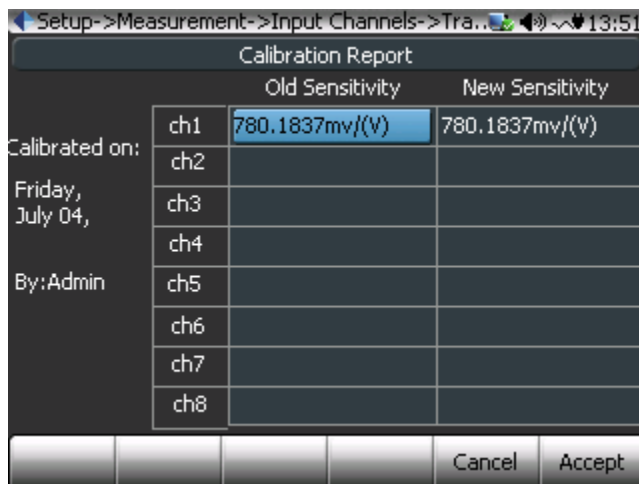 Setup->Measurement->Input Channels->Tra.. 13:51
Calibration Report
Old Sensitivity New Sensitivity
Calibrated on:
Friday,
July 04,
By:Admin
ch1 780.1837mv/(V) 780.1837mv/(V)
ch2
ch3
ch4
ch5
ch6
ch7
ch8
Cancel Accept